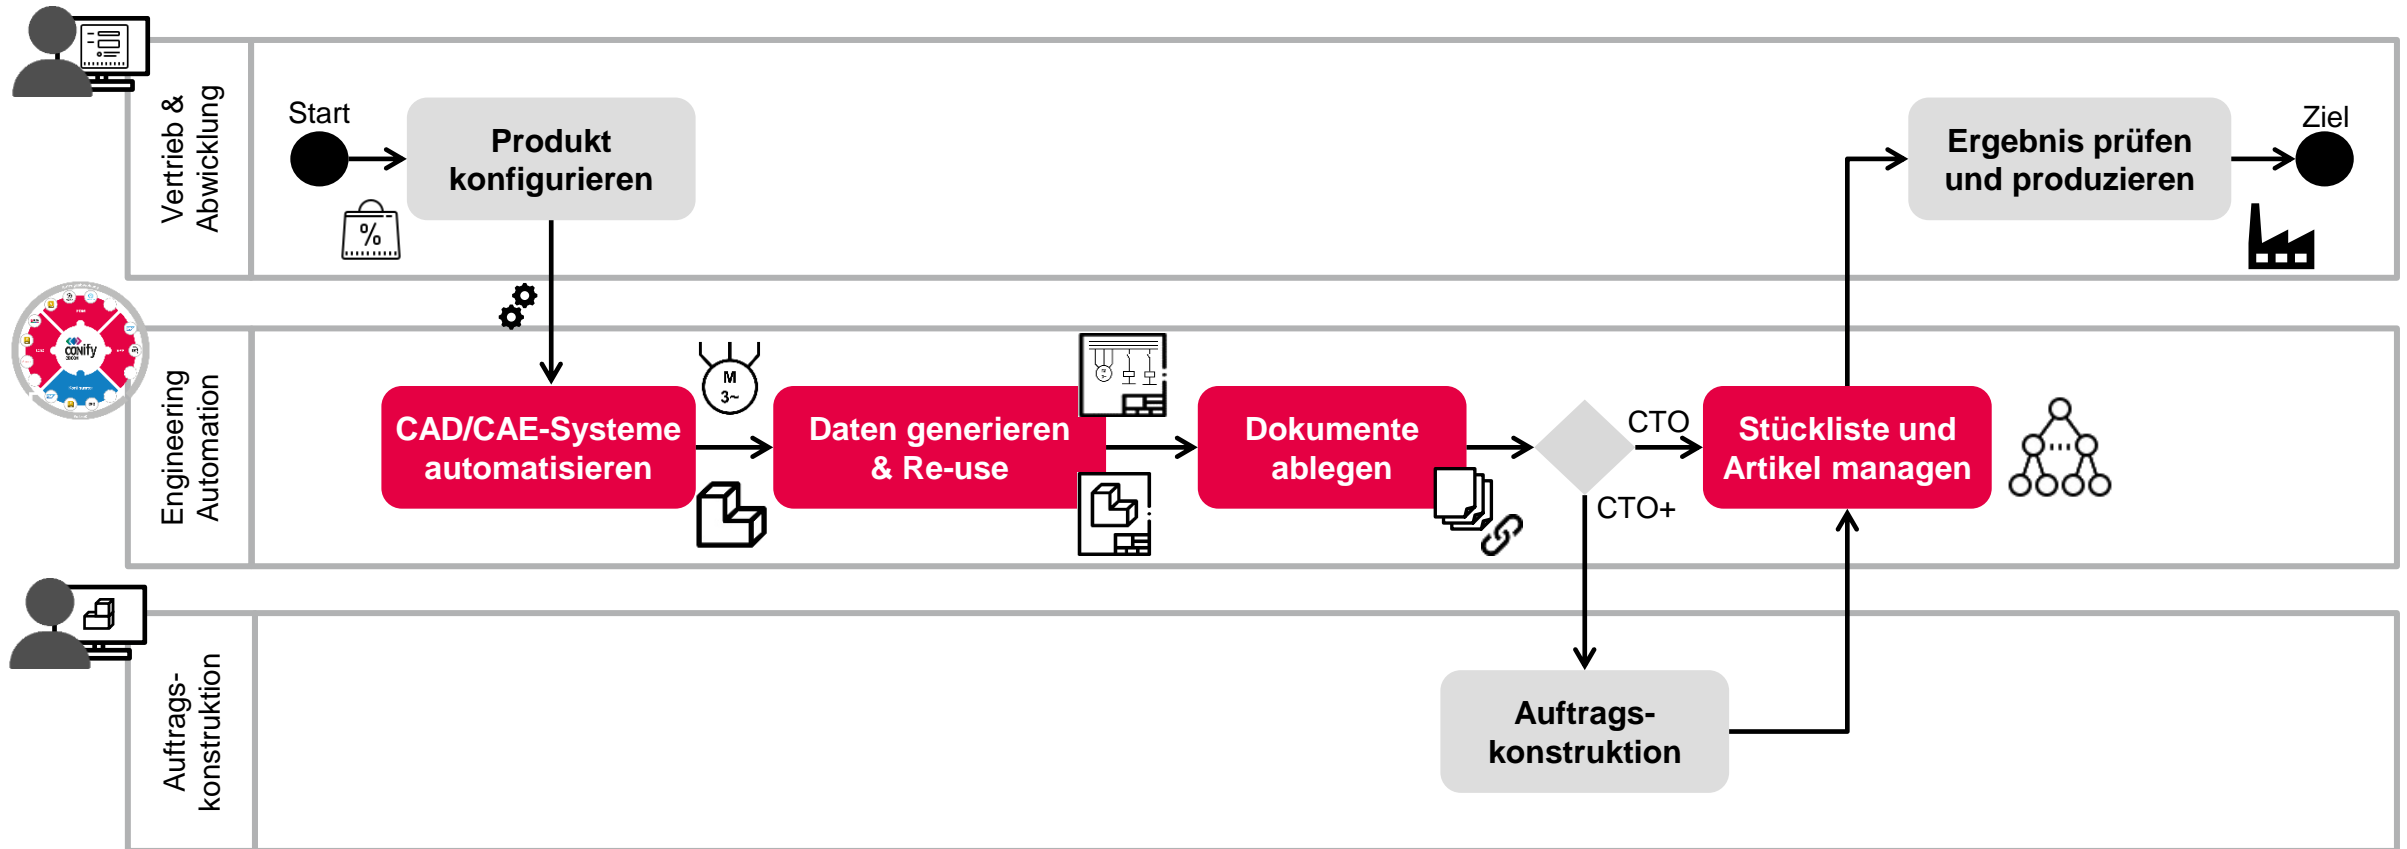 Vertrieb &
Abwicklung
Start
Produkt
konfigurieren
%
Ergebnis prüfen
und produzieren
Ziel
Engineering
Automation
conify
CAD/CAE-Systeme
automatisieren
M
3~
Daten generieren
& Re-use
M
3~
Dokumente
ablegen
CTO
CTO+
Stückliste und
Artikel managen
Auftrags-
konstruktion
Auftrags-
konstruktion